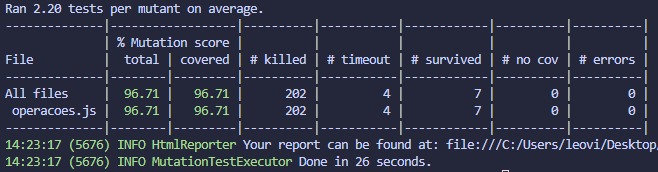 Ran 2.20 tests per mutant on average.
---------------|------------------|----------|-----------|------------|----------|----------|
               | % Mutation score |          |           |            |          |          |
File           |  total | covered | # killed | # timeout | # survived | # no cov | # errors |
---------------|--------|---------|----------|-----------|------------|----------|----------|
All files      |  96.71 |   96.71 |      202 |         4 |          7 |        0 |        0 |
 operacoes.js  |  96.71 |   96.71 |      202 |         4 |          7 |        0 |        0 |
---------------|--------|---------|----------|-----------|------------|----------|----------|
14:23:17 (5676) INFO HtmlReporter Your report can be found at: file:///C:/Users/leovi/Desktop/
14:23:17 (5676) INFO MutationTestExecutor Done in 26 seconds.